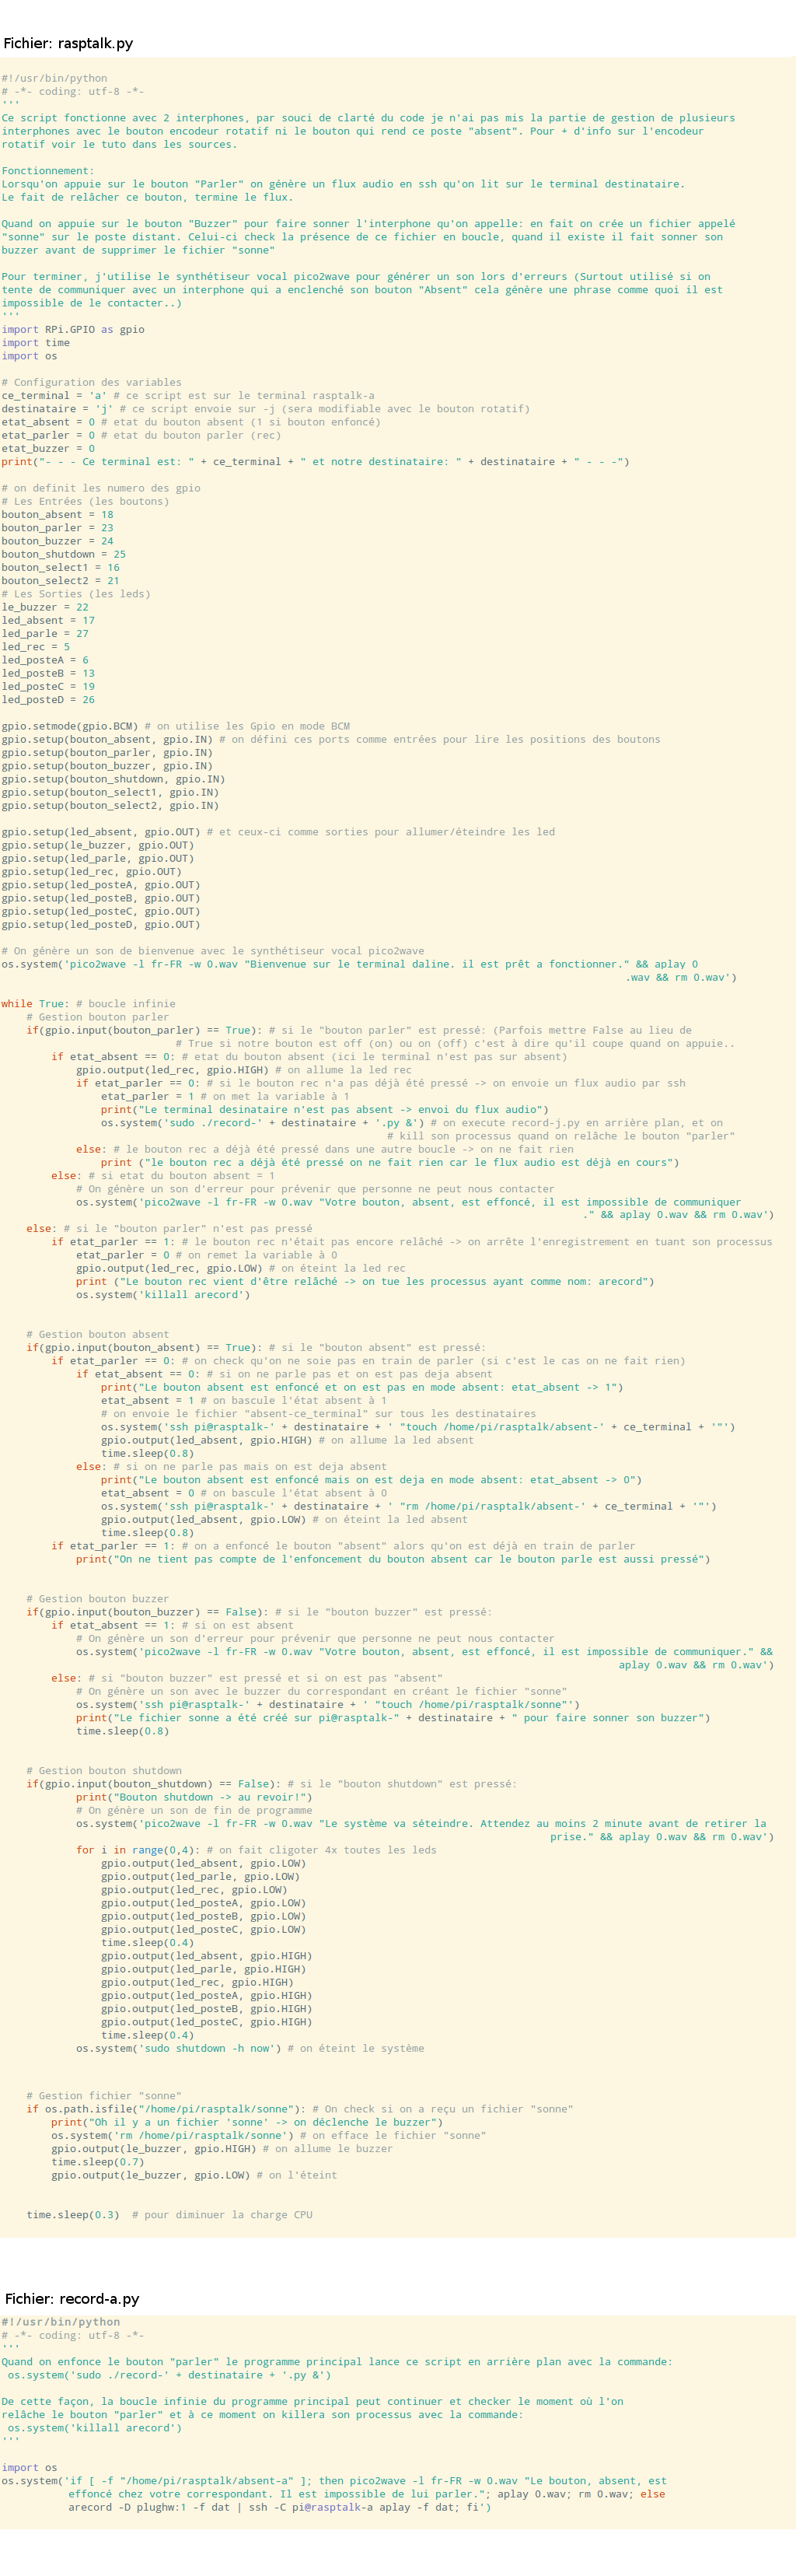 Fichier: rasptalk.py
#!/usr/bin/python
# -*- coding: utf-8 -*-
'''
Ce script fonctionne avec 2 interphones, par souci de clarté du code je n'ai pas mis la partie de gestion de plusieurs
interphones avec le bouton encodeur rotatif ni le bouton qui rend ce poste "absent". Pour + d'info sur l'encodeur
rotatif voir le tuto dans les sources.

Fonctionnement:
Lorsqu'on appuie sur le bouton "Parler" on génère un flux audio en ssh qu'on lit sur le terminal destinataire.
Le fait de relâcher ce bouton, termine le flux.

Quand on appuie sur le bouton "Buzzer" pour faire sonner l'interphone qu'on appelle: en fait on crée un fichier appelé
"sonne" sur le poste distant. Celui-ci check la présence de ce fichier en boucle, quand il existe il fait sonner son
buzzer avant de supprimer le fichier "sonne"

Pour terminer, j'utilise le synthétiseur vocal pico2wave pour générer un son lors d'erreurs (Surtout utilisé si on
tente de communiquer avec un interphone qui a enclenché son bouton "Absent" cela génère une phrase comme quoi il est
impossible de le contacter..)
'''
import RPi.GPIO as gpio
import time
import os

# Configuration des variables
ce_terminal = 'a' # ce script est sur le terminal rasptalk-a
destinataire = 'j' # ce script envoie sur -j (sera modifiable avec le bouton rotatif)
etat_absent = 0 # etat du bouton absent (1 si bouton enfoncé)
etat_parler = 0 # etat du bouton parler (rec)
etat_buzzer = 0
print("- - - Ce terminal est: " + ce_terminal + " et notre destinataire: " + destinataire + " - - -")

# on definit les numero des gpio
# Les Entrées (les boutons)
bouton_absent = 18
bouton_parler = 23
bouton_buzzer = 24
bouton_shutdown = 25
bouton_select1 = 16
bouton_select2 = 21
# Les Sorties (les leds)
le_buzzer = 22
led_absent = 17
led_parle = 27
led_rec = 5
led_posteA = 6
led_posteB = 13
led_posteC = 19
led_posteD = 26

gpio.setmode(gpio.BCM) # on utilise les Gpio en mode BCM
gpio.setup(bouton_absent, gpio.IN) # on défini ces ports comme entrées pour lire les positions des boutons
gpio.setup(bouton_parler, gpio.IN)
gpio.setup(bouton_buzzer, gpio.IN)
gpio.setup(bouton_shutdown, gpio.IN)
gpio.setup(bouton_select1, gpio.IN)
gpio.setup(bouton_select2, gpio.IN)

gpio.setup(led_absent, gpio.OUT) # et ceux-ci comme sorties pour allumer/éteindre les led
gpio.setup(le_buzzer, gpio.OUT)
gpio.setup(led_parle, gpio.OUT)
gpio.setup(led_rec, gpio.OUT)
gpio.setup(led_posteA, gpio.OUT)
gpio.setup(led_posteB, gpio.OUT)
gpio.setup(led_posteC, gpio.OUT)
gpio.setup(led_posteD, gpio.OUT)

# On génère un son de bienvenue avec le synthétiseur vocal pico2wave
os.system('pico2wave -l fr-FR -w 0.wav "Bienvenue sur le terminal daline. il est prêt a fonctionner." && aplay 0
.wav && rm 0.wav')

while True: # boucle infinie
    # Gestion bouton parler
    if(gpio.input(bouton_parler) == True): # si le "bouton parler" est pressé: (Parfois mettre False au lieu de
                            # True si notre bouton est off (on) ou on (off) c'est à dire qu'il coupe quand on appuie..
        if etat_absent == 0: # etat du bouton absent (ici le terminal n'est pas sur absent)
            gpio.output(led_rec, gpio.HIGH) # on allume la led rec
            if etat_parler == 0: # si le bouton rec n'a pas déjà été pressé -> on envoie un flux audio par ssh
                etat_parler = 1 # on met la variable à 1
                print("Le terminal desinataire n'est pas absent -> envoi du flux audio")
                os.system('sudo ./record-' + destinataire + '.py &') # on execute record-j.py en arrière plan, et on
                                                              # kill son processus quand on relâche le bouton "parler"
            else: # le bouton rec a déjà été pressé dans une autre boucle -> on ne fait rien
                print ("le bouton rec a déjà été pressé on ne fait rien car le flux audio est déjà en cours")
        else: # si etat du bouton absent = 1
            # On génère un son d'erreur pour prévenir que personne ne peut nous contacter
            os.system('pico2wave -l fr-FR -w 0.wav "Votre bouton, absent, est effoncé, il est impossible de communiquer
." && aplay 0.wav && rm 0.wav')
    else: # si le "bouton parler" n'est pas pressé
        if etat_parler == 1: # le bouton rec n'était pas encore relâché -> on arrête l'enregistrement en tuant son processus
            etat_parler = 0 # on remet la variable à 0
            gpio.output(led_rec, gpio.LOW) # on éteint la led rec
            print ("Le bouton rec vient d'être relâché -> on tue les processus ayant comme nom: arecord")
            os.system('killall arecord')


    # Gestion bouton absent
    if(gpio.input(bouton_absent) == True): # si le "bouton absent" est pressé:
        if etat_parler == 0: # on check qu'on ne soie pas en train de parler (si c'est le cas on ne fait rien)
            if etat_absent == 0: # si on ne parle pas et on est pas deja absent
                print("Le bouton absent est enfoncé et on est pas en mode absent: etat_absent -> 1")
                etat_absent = 1 # on bascule l'état absent à 1
                # on envoie le fichier "absent-ce_terminal" sur tous les destinataires
                os.system('ssh pi@rasptalk-' + destinataire + ' "touch /home/pi/rasptalk/absent-' + ce_terminal + '"')
                gpio.output(led_absent, gpio.HIGH) # on allume la led absent
                time.sleep(0.8)
            else: # si on ne parle pas mais on est deja absent
                print("Le bouton absent est enfoncé mais on est deja en mode absent: etat_absent -> 0")
                etat_absent = 0 # on bascule l'état absent à 0
                os.system('ssh pi@rasptalk-' + destinataire + ' "rm /home/pi/rasptalk/absent-' + ce_terminal + '"')
                gpio.output(led_absent, gpio.LOW) # on éteint la led absent
                time.sleep(0.8)
        if etat_parler == 1: # on a enfoncé le bouton "absent" alors qu'on est déjà en train de parler
            print("On ne tient pas compte de l'enfoncement du bouton absent car le bouton parle est aussi pressé")


    # Gestion bouton buzzer
    if(gpio.input(bouton_buzzer) == False): # si le "bouton buzzer" est pressé:
        if etat_absent == 1: # si on est absent
            # On génère un son d'erreur pour prévenir que personne ne peut nous contacter
            os.system('pico2wave -l fr-FR -w 0.wav "Votre bouton, absent, est effoncé, il est impossible de communiquer." &&
aplay 0.wav && rm 0.wav')
        else: # si "bouton buzzer" est pressé et si on est pas "absent"
            # On génère un son avec le buzzer du correspondant en créant le fichier "sonne"
            os.system('ssh pi@rasptalk-' + destinataire + ' "touch /home/pi/rasptalk/sonne"')
            print("Le fichier sonne a été créé sur pi@rasptalk-" + destinataire + " pour faire sonner son buzzer")
            time.sleep(0.8)


    # Gestion bouton shutdown
    if(gpio.input(bouton_shutdown) == False): # si le "bouton shutdown" est pressé:
            print("Bouton shutdown -> au revoir!")
            # On génère un son de fin de programme
            os.system('pico2wave -l fr-FR -w 0.wav "Le système va séteindre. Attendez au moins 2 minute avant de retirer la
prise." && aplay 0.wav && rm 0.wav')
            for i in range(0,4): # on fait cligoter 4x toutes les leds
                gpio.output(led_absent, gpio.LOW)
                gpio.output(led_parle, gpio.LOW)
                gpio.output(led_rec, gpio.LOW)
                gpio.output(led_posteA, gpio.LOW)
                gpio.output(led_posteB, gpio.LOW)
                gpio.output(led_posteC, gpio.LOW)
                time.sleep(0.4)
                gpio.output(led_absent, gpio.HIGH)
                gpio.output(led_parle, gpio.HIGH)
                gpio.output(led_rec, gpio.HIGH)
                gpio.output(led_posteA, gpio.HIGH)
                gpio.output(led_posteB, gpio.HIGH)
                gpio.output(led_posteC, gpio.HIGH)
                time.sleep(0.4)
            os.system('sudo shutdown -h now') # on éteint le système


    # Gestion fichier "sonne"
    if os.path.isfile("/home/pi/rasptalk/sonne"): # On check si on a reçu un fichier "sonne"
        print("Oh il y a un fichier 'sonne' -> on déclenche le buzzer")
        os.system('rm /home/pi/rasptalk/sonne') # on efface le fichier "sonne"
        gpio.output(le_buzzer, gpio.HIGH) # on allume le buzzer
        time.sleep(0.7)
        gpio.output(le_buzzer, gpio.LOW) # on l'éteint


    time.sleep(0.3)  # pour diminuer la charge CPU

Fichier: record-a.py
#!/usr/bin/python
# -*- coding: utf-8 -*-
'''
Quand on enfonce le bouton "parler" le programme principal lance ce script en arrière plan avec la commande:
 os.system('sudo ./record-' + destinataire + '.py &')

De cette façon, la boucle infinie du programme principal peut continuer et checker le moment où l'on
relâche le bouton "parler" et à ce moment on killera son processus avec la commande:
 os.system('killall arecord')
'''

import os
os.system('if [ -f "/home/pi/rasptalk/absent-a" ]; then pico2wave -l fr-FR -w 0.wav "Le bouton, absent, est
effoncé chez votre correspondant. Il est impossible de lui parler."; aplay 0.wav; rm 0.wav; else
arecord -D plughw:1 -f dat | ssh -C pi@rasptalk-a aplay -f dat; fi')